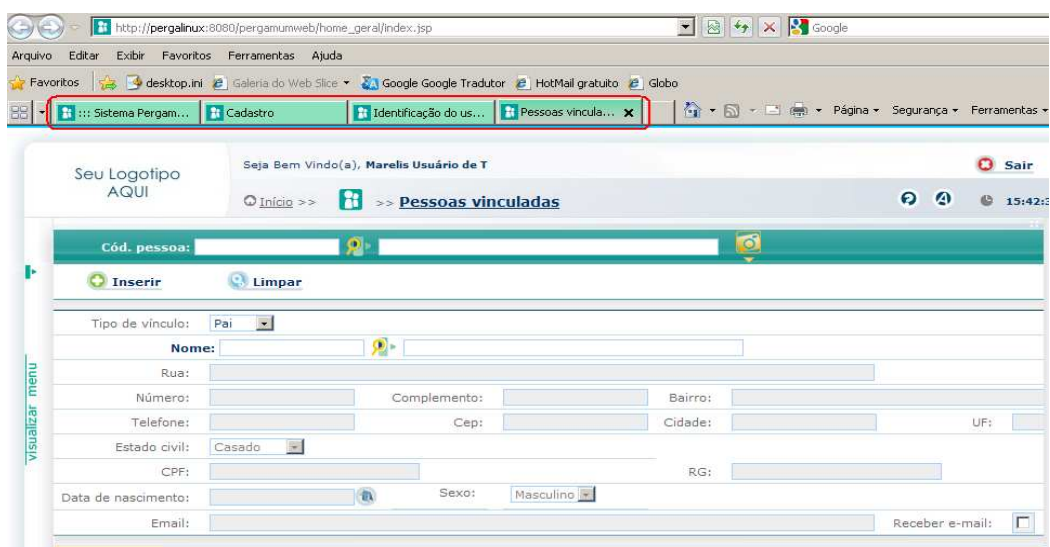 http://pergalinux:8080/pergamumweb/home_geral/index.jsp Google
Arquivo Editar Exibir Favoritos Ferramentas Ajuda
Favoritos desktop.ini Galeria do Web Slice Google Google Tradutor HotMail gratuito Globo
::: Sistema Pergam... Cadastro Identificação do us... Pessoas vincula... X Página Segurança Ferramentas
Seu Logotipo
AQUI
Seja Bem Vindo(a), Marelis Usuário de T Sair
Início >> >> Pessoas vinculadas 15:42:3
Cód. pessoa:
Inserir Limpar
Tipo de vínculo: Pai
Nome:
Rua:
Número: Complemento: Bairro:
Telefone: Cep: Cidade: UF:
Estado civil: Casado
CPF: RG:
Data de nascimento: Sexo: Masculino
Email: Receber e-mail:
visualizar menu